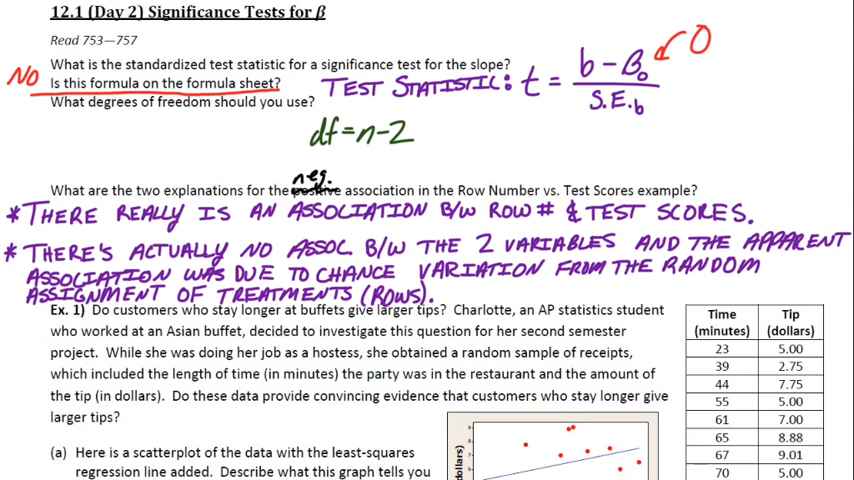 12.1 (Day 2) Significance Tests for β
Read 753—757
What is the standardized test statistic for a significance test for the slope?
NO Is this formula on the formula sheet?
TEST STATISTIC: t = (b - β₀) / S.E.b
0
What degrees of freedom should you use?
df = n-2
neg.
What are the two explanations for the positive association in the Row Number vs. Test Scores example?
* THERE REALLY IS AN ASSOCIATION B/W ROW # & TEST SCORES.
* THERE'S ACTUALLY NO ASSOC. B/W THE 2 VARIABLES AND THE APPARENT
ASSOCIATION WAS DUE TO CHANCE VARIATION FROM THE RANDOM
ASSIGNMENT OF TREATMENTS (ROWS).
Ex. 1) Do customers who stay longer at buffets give larger tips? Charlotte, an AP statistics student
who worked at an Asian buffet, decided to investigate this question for her second semester
project. While she was doing her job as a hostess, she obtained a random sample of receipts,
which included the length of time (in minutes) the party was in the restaurant and the amount of
the tip (in dollars). Do these data provide convincing evidence that customers who stay longer give
larger tips?
(a) Here is a scatterplot of the data with the least-squares
regression line added. Describe what this graph tells you
dollars)
9
8
7
6
Time Tip
(minutes) (dollars)
23 5.00
39 2.75
44 7.75
55 5.00
61 7.00
65 8.88
67 9.01
70 5.00